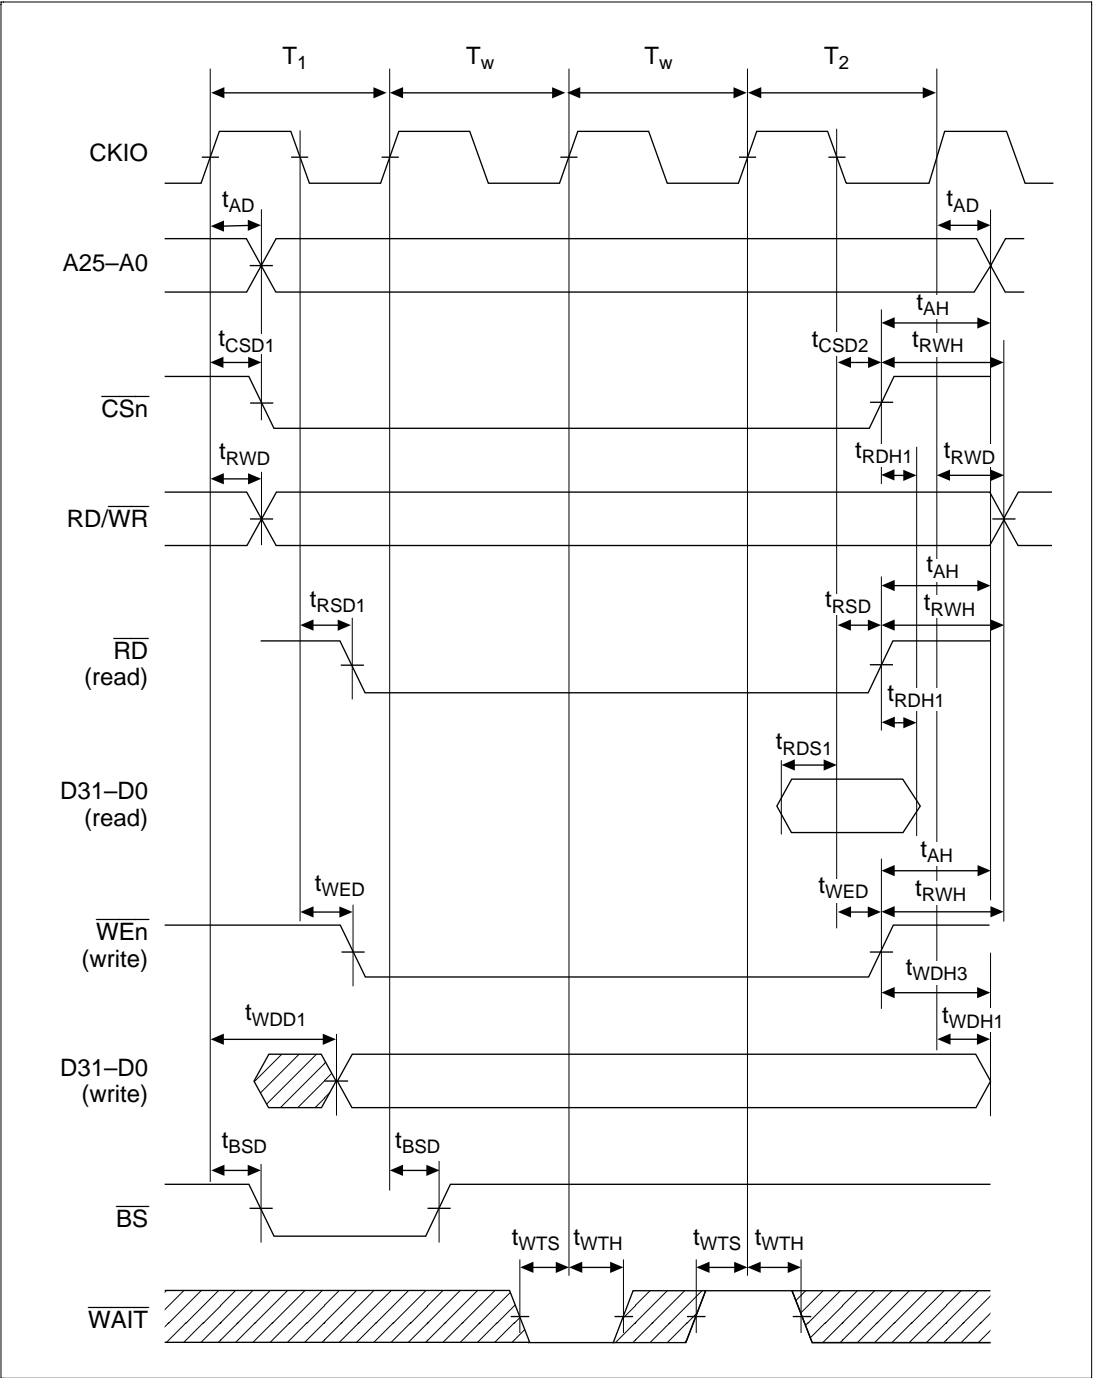 T1 Tw Tw T2
CKIO
tAD tAD
A25–A0
tAH
tCSD1 tCSD2 tRWH
CSn
tRWD tRDH1 tRWD
RD/WR
tAH
tRSD1 tRSD tRWH
RD
(read)
tRDH1
tRDS1
D31–D0
(read)
tAH
tWED tWED tRWH
WEn
(write)
tWDH3
tWDD1 tWDH1
D31–D0
(write)
tBSD tBSD
BS
tWTS tWTH tWTS tWTH
WAIT